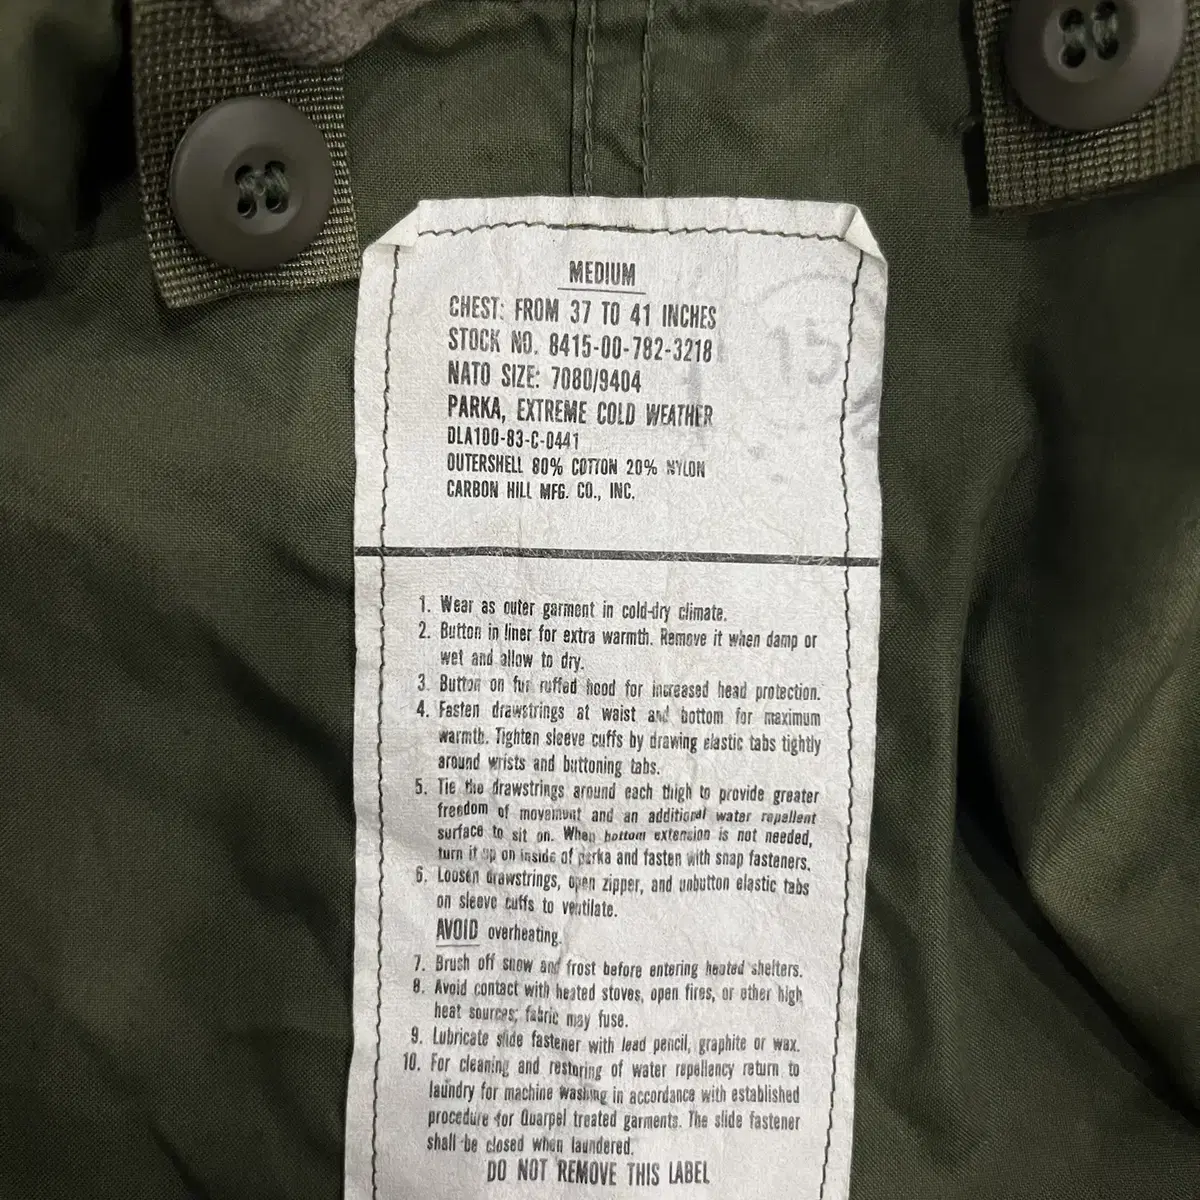 MEDIUM
CHEST: FROM 37 TO 41 INCHES
STOCK NO. 8415-00-782-3218
NATO SIZE: 7080/9404
PARKA, EXTREME COLD WEATHER
DLA100-83-C-0441
OUTERSHELL 80% COTTON 20% NYLON
CARBON HILL MFG. CO., INC.
15
1. Wear as outer garment in cold-dry climate.
2. Button in liner for extra warmth. Remove it when damp or
wet and allow to dry.
3. Button on fur ruffed hood for increased head protection.
4. Fasten drawstrings at waist and bottom for maximum
warmth. Tighten sleeve cuffs by drawing elastic tabs tightly
around wrists and buttoning tabs.
5. Tie the drawstrings around each thigh to provide greater
freedom of movement and an additional water repellent
surface to sit on. When bottom extension is not needed,
turn it up on inside of parka and fasten with snap fasteners.
6. Loosen drawstrings, open zipper, and unbutton elastic tabs
on sleeve cuffs to ventilate.
AVOID overheating.
7. Brush off snow and frost before entering heated shelters.
8. Avoid contact with heated stoves, open fires, or other high
heat sources; fabric may fuse.
9. Lubricate slide fastener with lead pencil, graphite or wax.
10. For cleaning and restoring of water repellency return to
laundry for machine washing in accordance with established
procedure for Quarpel treated garments. The slide fastener
shall be closed when laundered.
DO NOT REMOVE THIS LABEL